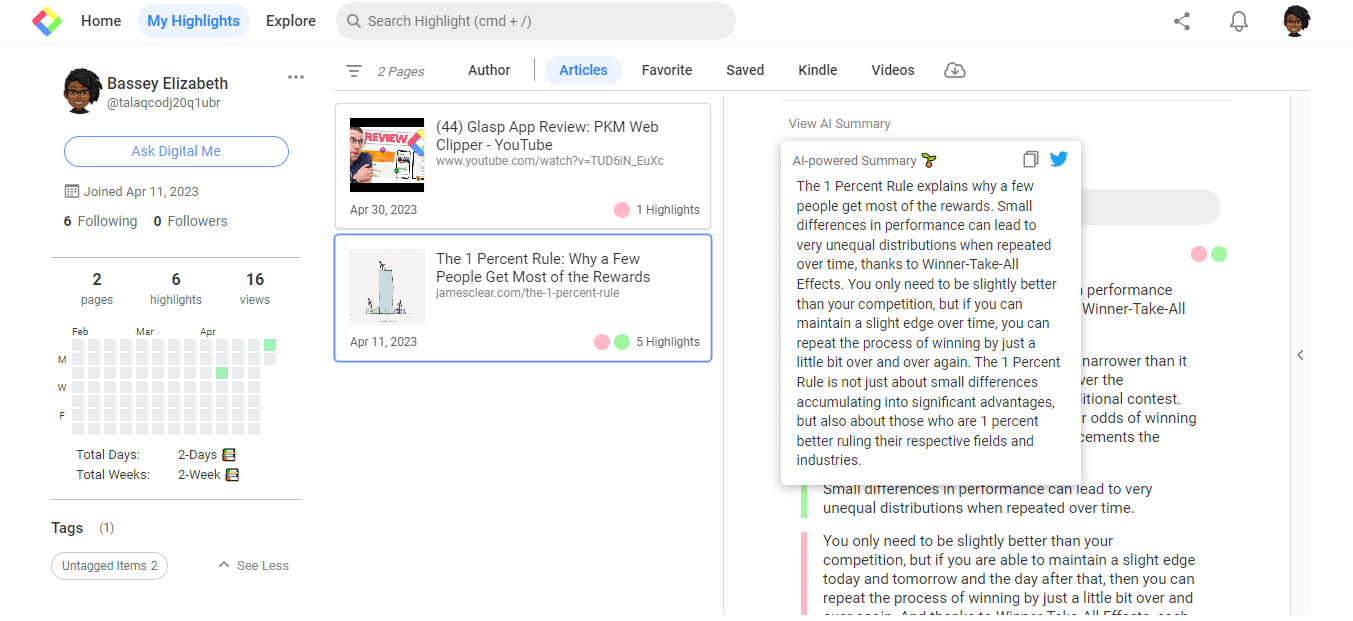 Home
My Highlights
Explore
Search Highlight (cmd + /)
Bassey Elizabeth
@talaqcodj20q1ubr
Ask Digital Me
Joined Apr 11, 2023
6 Following 0 Followers
2 6 16
pages highlights views
Feb Mar Apr
M
W
F
Total Days: 2-Days
Total Weeks: 2-Week
Tags (1)
Untagged Items 2
See Less
2 Pages
Author
Articles
Favorite
Saved
Kindle
Videos
REVIEW
(44) Glasp App Review: PKM Web
Clipper - YouTube
www.youtube.com/watch?v=TUD6iN_EuXc
Apr 30, 2023
1 Highlights
The 1 Percent Rule: Why a Few
People Get Most of the Rewards
jamesclear.com/the-1-percent-rule
Apr 11, 2023
5 Highlights
View AI Summary
AI-powered Summary
The 1 Percent Rule explains why a few
people get most of the rewards. Small
differences in performance can lead to
very unequal distributions when repeated
over time, thanks to Winner-Take-All
Effects. You only need to be slightly better
than your competition, but if you can
maintain a slight edge over time, you can
repeat the process of winning by just a
little bit over and over again. The 1 Percent
Rule is not just about small differences
accumulating into significant advantages,
but also about those who are 1 percent
better ruling their respective fields and
industries.
performance
Winner-Take-All
narrower than it
ver the
itional contest.
r odds of winning
cements the
Small differences in performance can lead to very
unequal distributions when repeated over time.
You only need to be slightly better than your
competition, but if you are able to maintain a slight edge
today and tomorrow and the day after that, then you can
repeat the process of winning by just a little bit over and
over again. And thanks to Winner-Take-All Effects, each